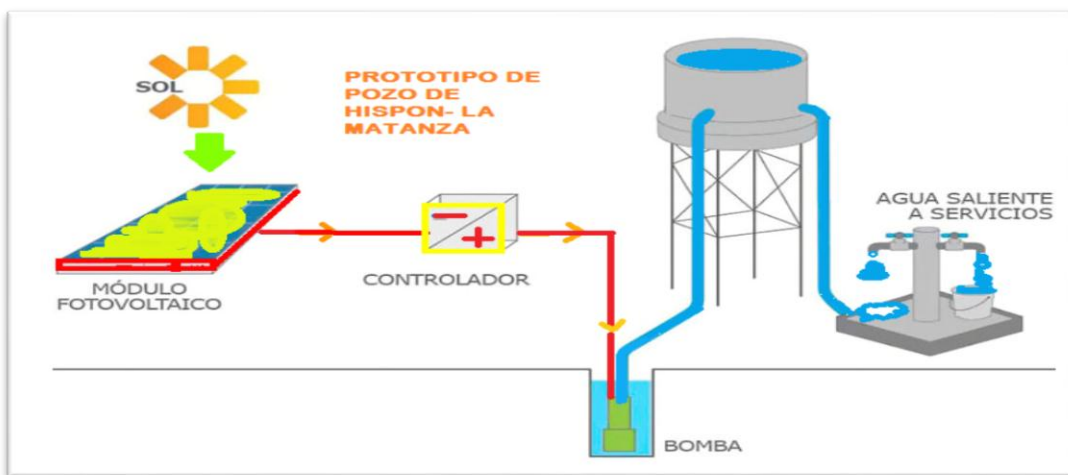 SOL
PROTOTIPO DE
POZO DE
HISPON- LA
MATANZA
AGUA SALIENTE
A SERVICIOS
MÓDULO
FOTOVOLTAICO
CONTROLADOR
BOMBA